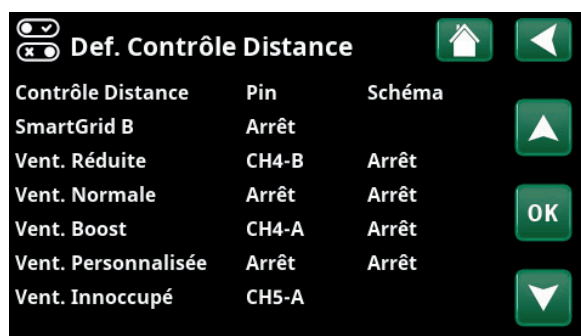 Def. Contrôle Distance
Contrôle Distance Pin Schéma
SmartGrid B Arrêt
Vent. Réduite CH4-B Arrêt
Vent. Normale Arrêt Arrêt
OK
Vent. Boost CH4-A Arrêt
Vent. Personnalisée Arrêt Arrêt
Vent. Innoccupé CH5-A